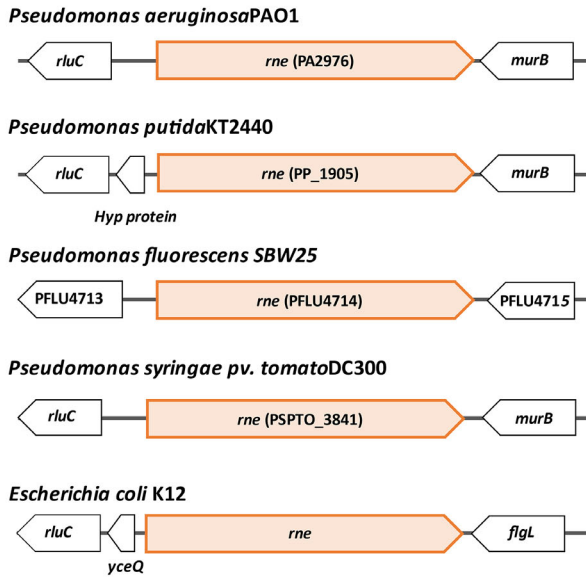 Pseudomonas aeruginosaPAO1
rluC rne (PA2976) murB
Pseudomonas putidaKT2440
rluC rne (PP_1905) murB
Hyp protein
Pseudomonas fluorescens SBW25
PFLU4713 rne (PFLU4714) PFLU4715
Pseudomonas syringae pv. tomatoDC300
rluC rne (PSPTO_3841) murB
Escherichia coli K12
rluC rne flgL
yceQ